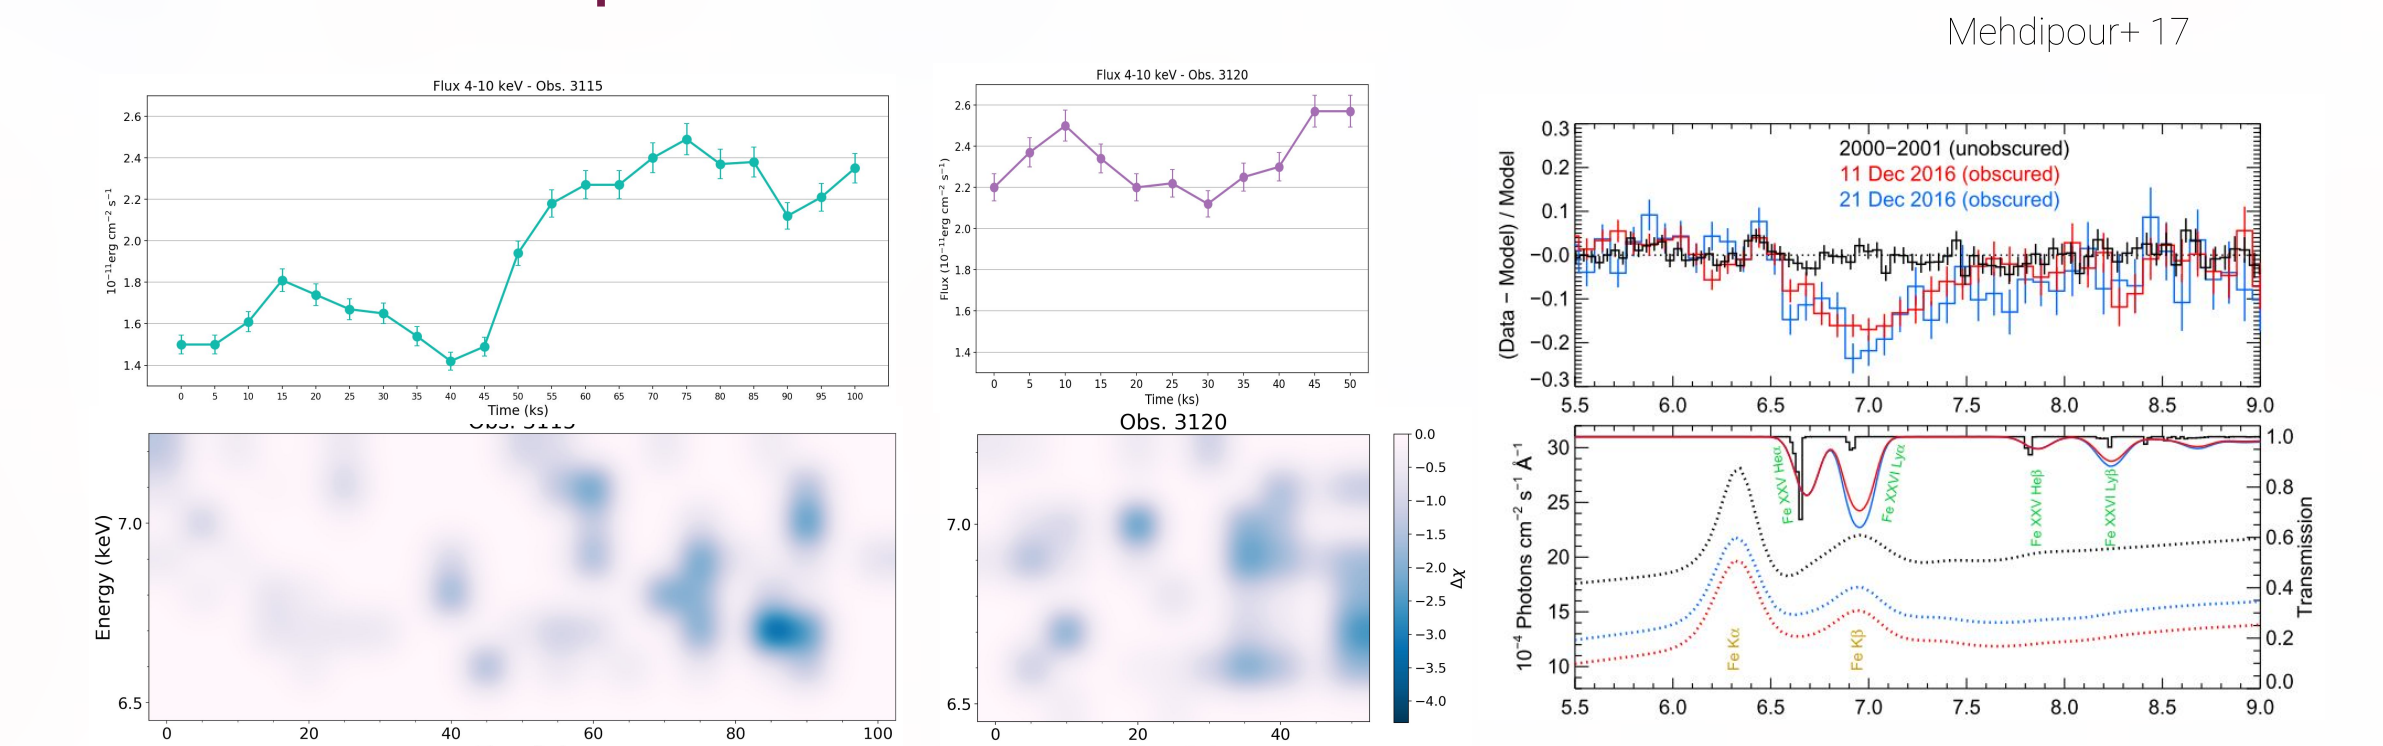 Mehdipour+ 17
Flux 4-10 keV - Obs. 3115
10⁻¹¹erg cm⁻² s⁻¹
2.6
2.4
2.2
2.0
1.8
1.6
1.4
0 5 10 15 20 25 30 35 40 45 50 55 60 65 70 75 80 85 90 95 100
Time (ks)
Flux 4-10 keV - Obs. 3120
Flux (10⁻¹¹erg cm⁻² s⁻¹)
2.6
2.4
2.2
2.0
1.8
1.6
1.4
0 5 10 15 20 25 30 35 40 45 50
Time (ks)
Obs. 3115
Energy (keV)
7.0
6.5
0 20 40 60 80 100
Obs. 3120
7.0
6.5
0 20 40
0.0
−0.5
−1.0
−1.5
−2.0
−2.5
−3.0
−3.5
−4.0
Δχ
(Data − Model) / Model
0.3
0.2
0.1
−0.0
−0.1
−0.2
−0.3
2000−2001 (unobscured)
11 Dec 2016 (obscured)
21 Dec 2016 (obscured)
5.5 6.0 6.5 7.0 7.5 8.0 8.5 9.0
10⁻⁴ Photons cm⁻² s⁻¹ Å⁻¹
30
25
20
15
10
Fe XXV Heα
Fe XXVI Lyα
Fe XXV Heβ
Fe XXVI Lyβ
Fe Kα
Fe Kβ
1.0
0.8
0.6
0.4
0.2
0.0
Transmission
5.5 6.0 6.5 7.0 7.5 8.0 8.5 9.0